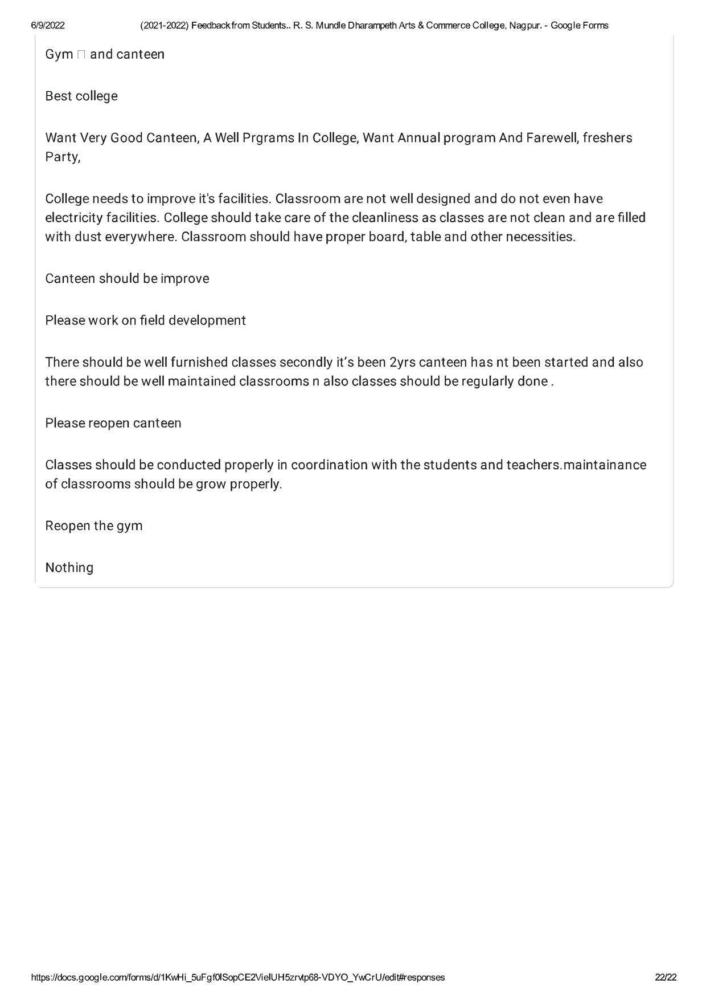 6/9/2022 (2021-2022) Feedback from Students.. R. S. Mundle Dharampeth Arts & Commerce College, Nagpur. - Google Forms
Gym and canteen
Best college
Want Very Good Canteen, A Well Prgrams In College, Want Annual program And Farewell, freshers
Party,
College needs to improve it's facilities. Classroom are not well designed and do not even have
electricity facilities. College should take care of the cleanliness as classes are not clean and are filled
with dust everywhere. Classroom should have proper board, table and other necessities.
Canteen should be improve
Please work on field development
There should be well furnished classes secondly it’s been 2yrs canteen has nt been started and also
there should be well maintained classrooms n also classes should be regularly done .
Please reopen canteen
Classes should be conducted properly in coordination with the students and teachers.maintainance
of classrooms should be grow properly.
Reopen the gym
Nothing
https://docs.google.com/forms/d/1KwHi_5uFgf0lSopCE2VielUH5zrvtp68-VDYO_YwCrU/edit#responses 22/22